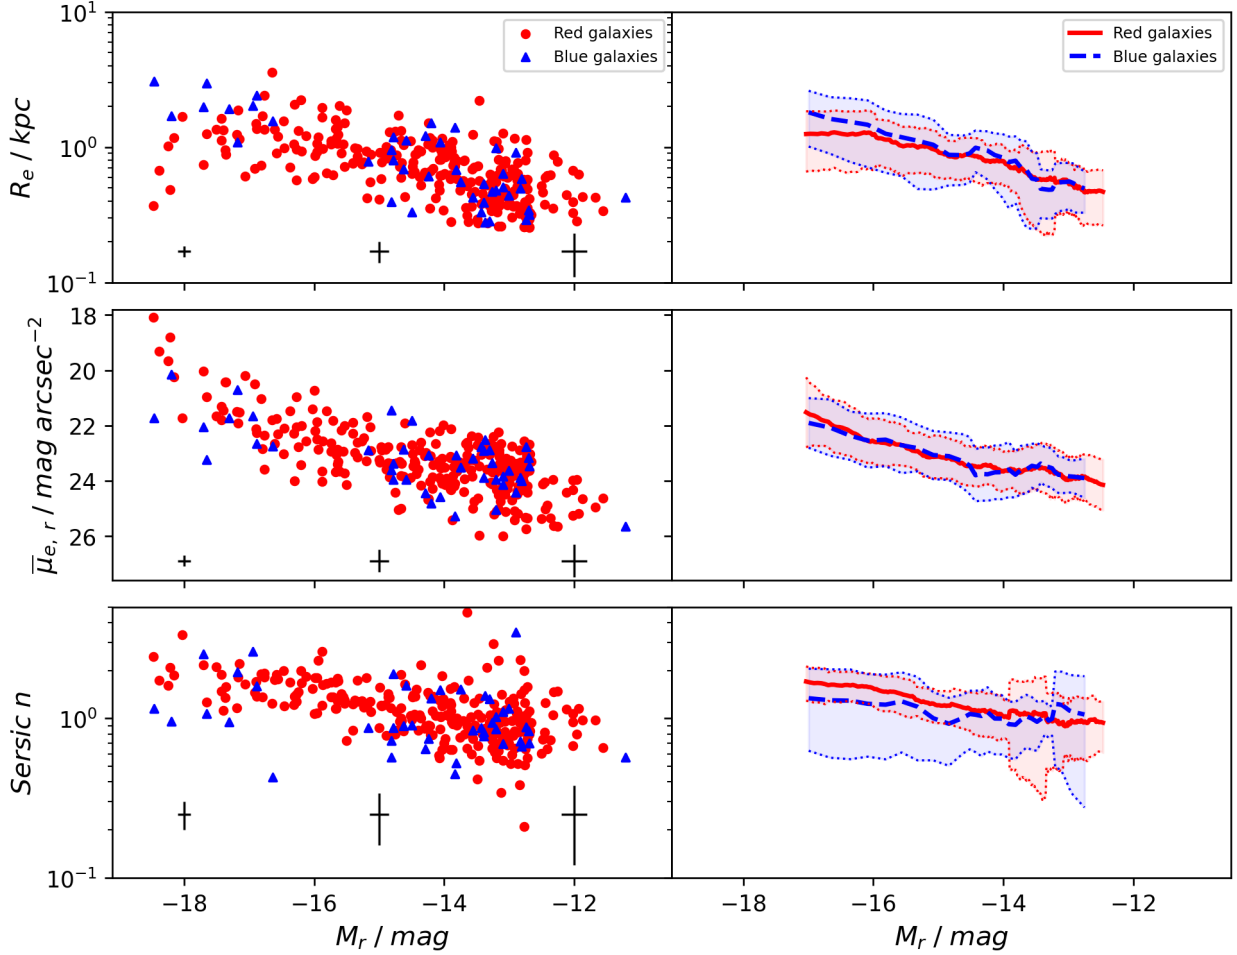 10^1
10^0
10^−1
R_e / kpc
Red galaxies
Blue galaxies
Red galaxies
Blue galaxies
18
20
22
24
26
μ̅_{e, r} / mag arcsec^{−2}
10^0
10^−1
Sersic n
−18 −16 −14 −12
−18 −16 −14 −12
M_r / mag
M_r / mag